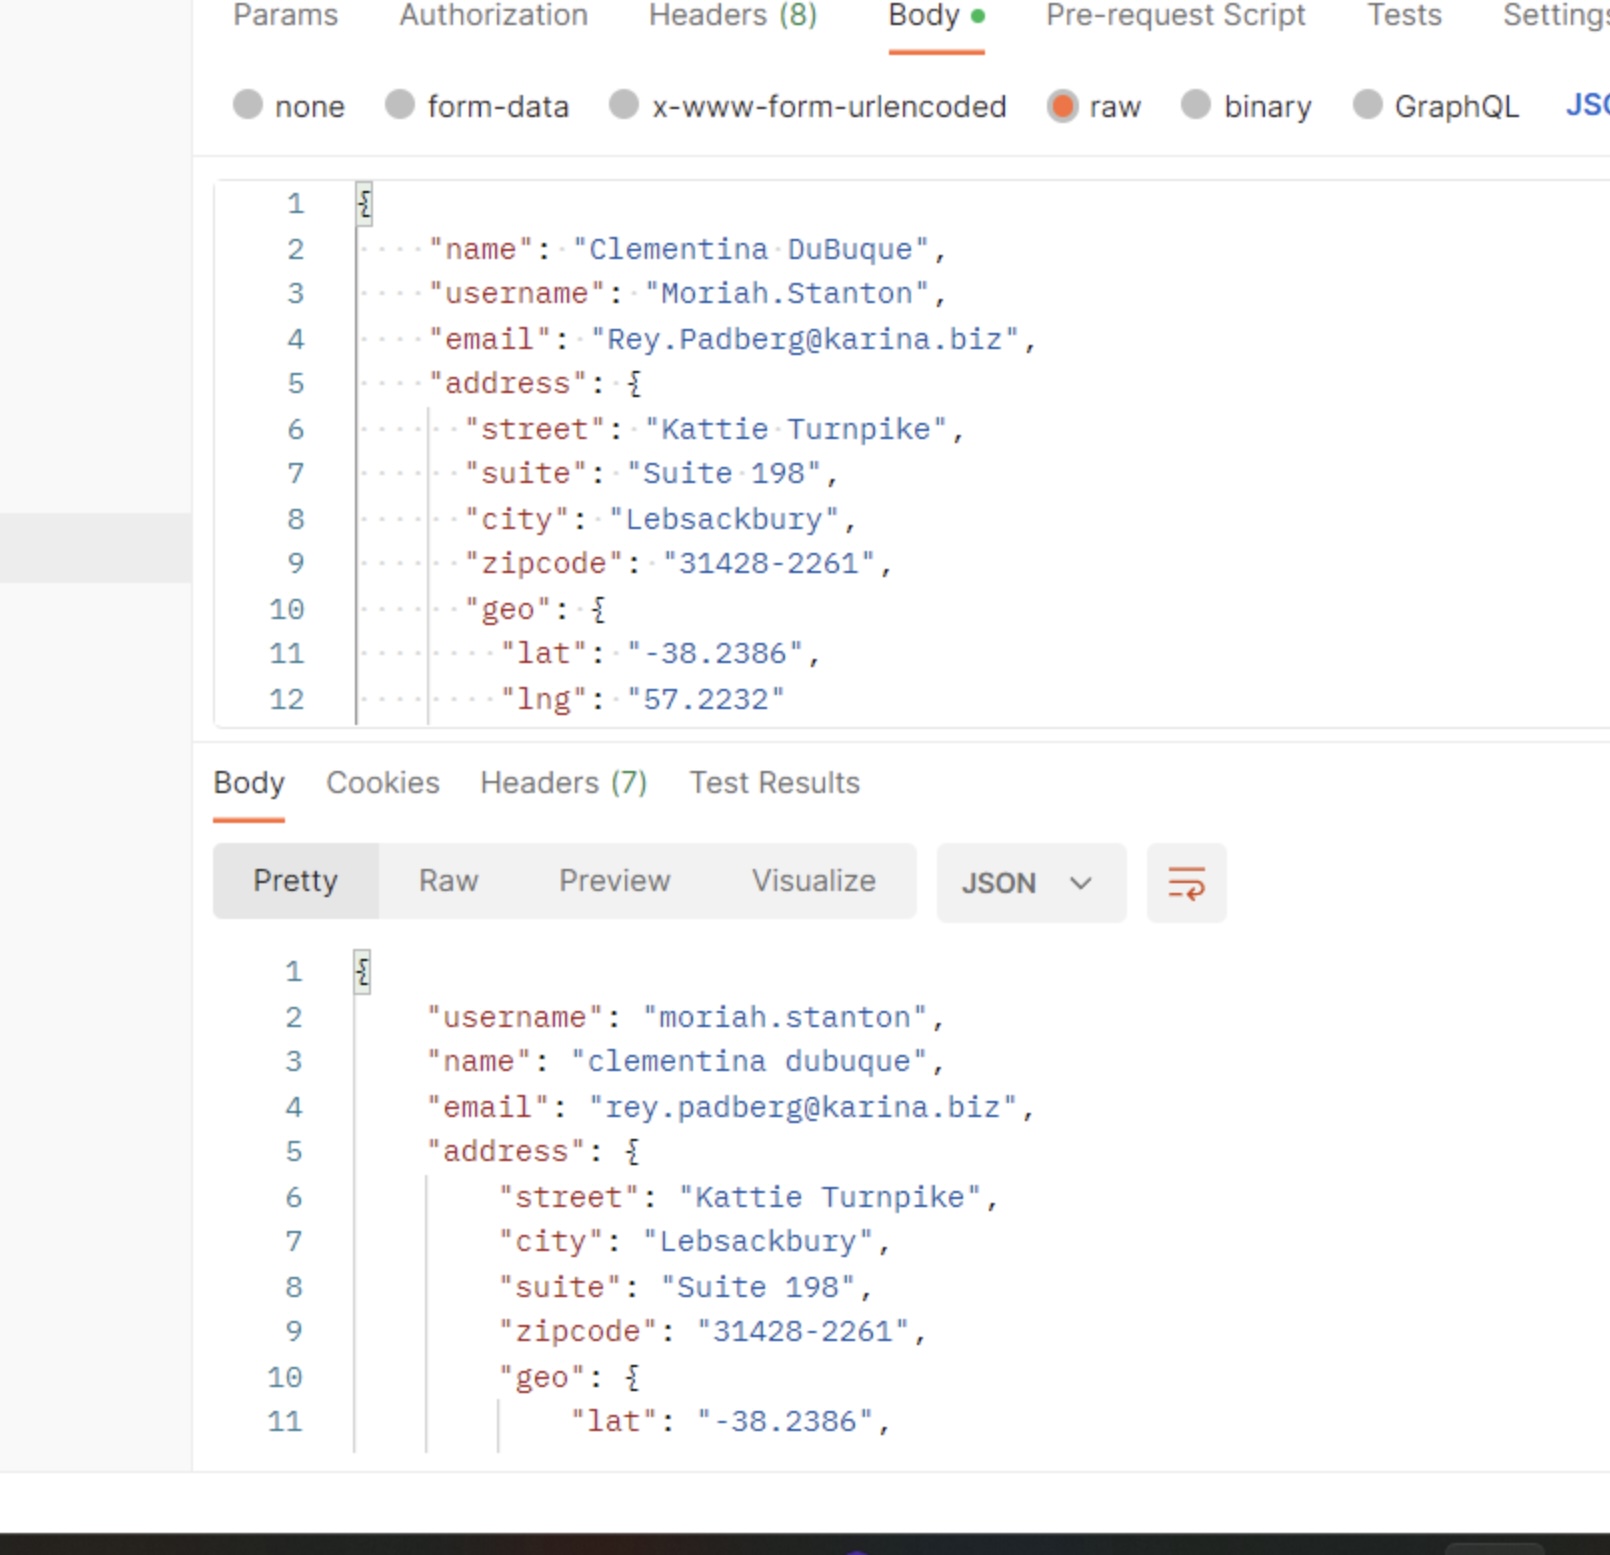 Params Authorization Headers (8) Body Pre-request Script Tests Settings
none form-data x-www-form-urlencoded raw binary GraphQL
1 {
2 "name": "Clementina DuBuque",
3 "username": "Moriah.Stanton",
4 "email": "Rey.Padberg@karina.biz",
5 "address": {
6 "street": "Kattie Turnpike",
7 "suite": "Suite 198",
8 "city": "Lebsackbury",
9 "zipcode": "31428-2261",
10 "geo": {
11 "lat": "-38.2386",
12 "lng": "57.2232"
Body Cookies Headers (7) Test Results
Pretty Raw Preview Visualize JSON
1 {
2 "username": "moriah.stanton",
3 "name": "clementina dubuque",
4 "email": "rey.padberg@karina.biz",
5 "address": {
6 "street": "Kattie Turnpike",
7 "city": "Lebsackbury",
8 "suite": "Suite 198",
9 "zipcode": "31428-2261",
10 "geo": {
11 "lat": "-38.2386",